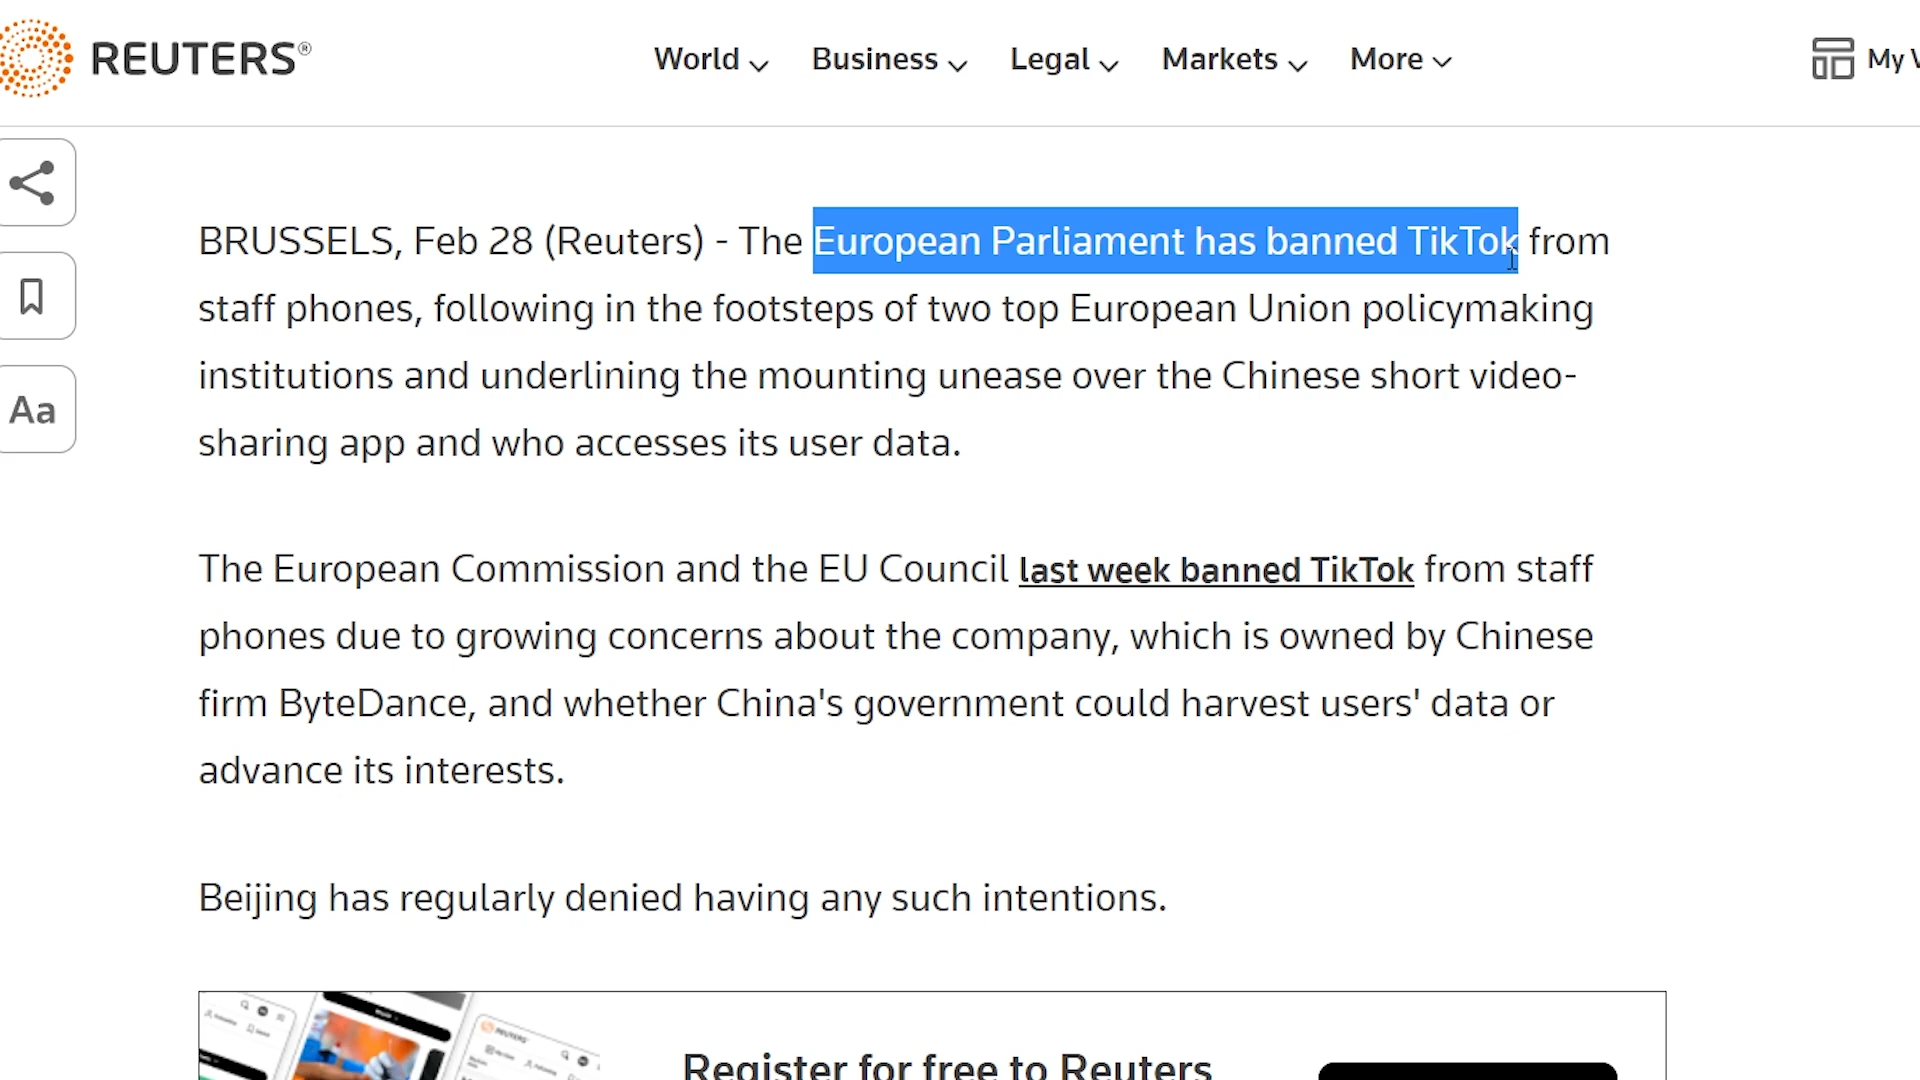 REUTERS®
World
Business
Legal
Markets
More
My
Aa
BRUSSELS, Feb 28 (Reuters) - The European Parliament has banned TikTok from
staff phones, following in the footsteps of two top European Union policymaking
institutions and underlining the mounting unease over the Chinese short video-
sharing app and who accesses its user data.
The European Commission and the EU Council last week banned TikTok from staff
phones due to growing concerns about the company, which is owned by Chinese
firm ByteDance, and whether China's government could harvest users' data or
advance its interests.
Beijing has regularly denied having any such intentions.
REUTERS
Register for free to Reuters